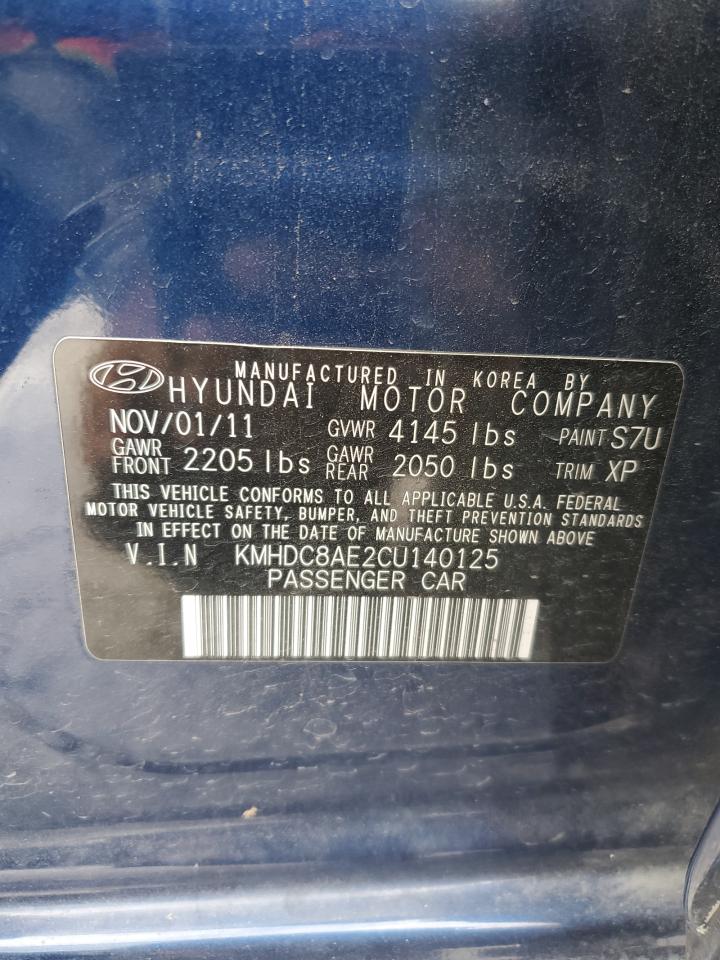 MANUFACTURED IN KOREA BY
HYUNDAI MOTOR COMPANY
NOV/01/11 GVWR 4145 lbs PAINT S7U
GAWR FRONT 2205 lbs GAWR REAR 2050 lbs TRIM XP
THIS VEHICLE CONFORMS TO ALL APPLICABLE U.S.A. FEDERAL
MOTOR VEHICLE SAFETY, BUMPER, AND THEFT PREVENTION STANDARDS
IN EFFECT ON THE DATE OF MANUFACTURE SHOWN ABOVE
V.I.N KMHDC8AE2CU140125
PASSENGER CAR